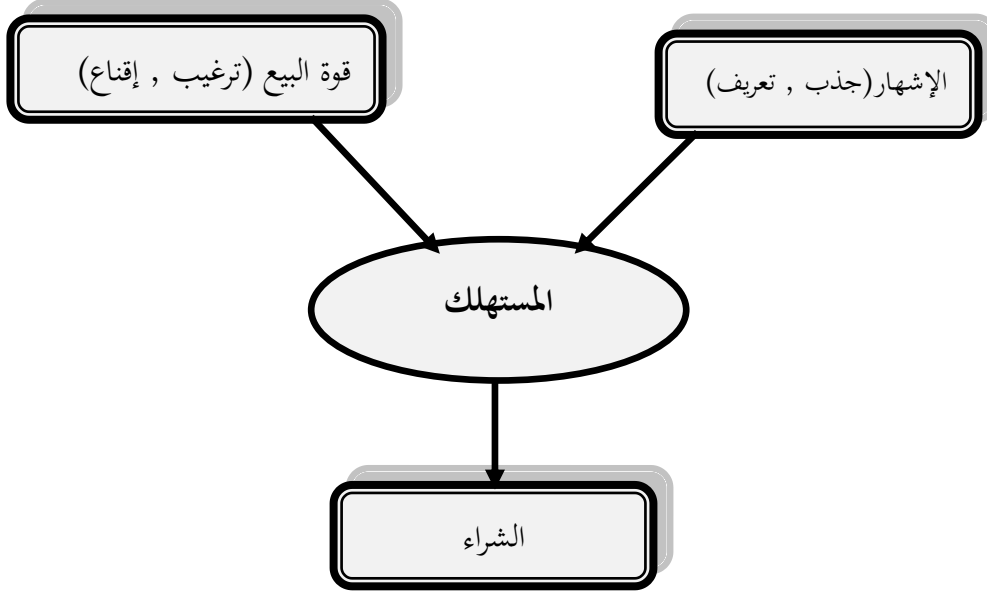 الإشهار(جذب , تعريف)
قوة البيع (ترغيب , إقناع)
المستهلك
الشراء